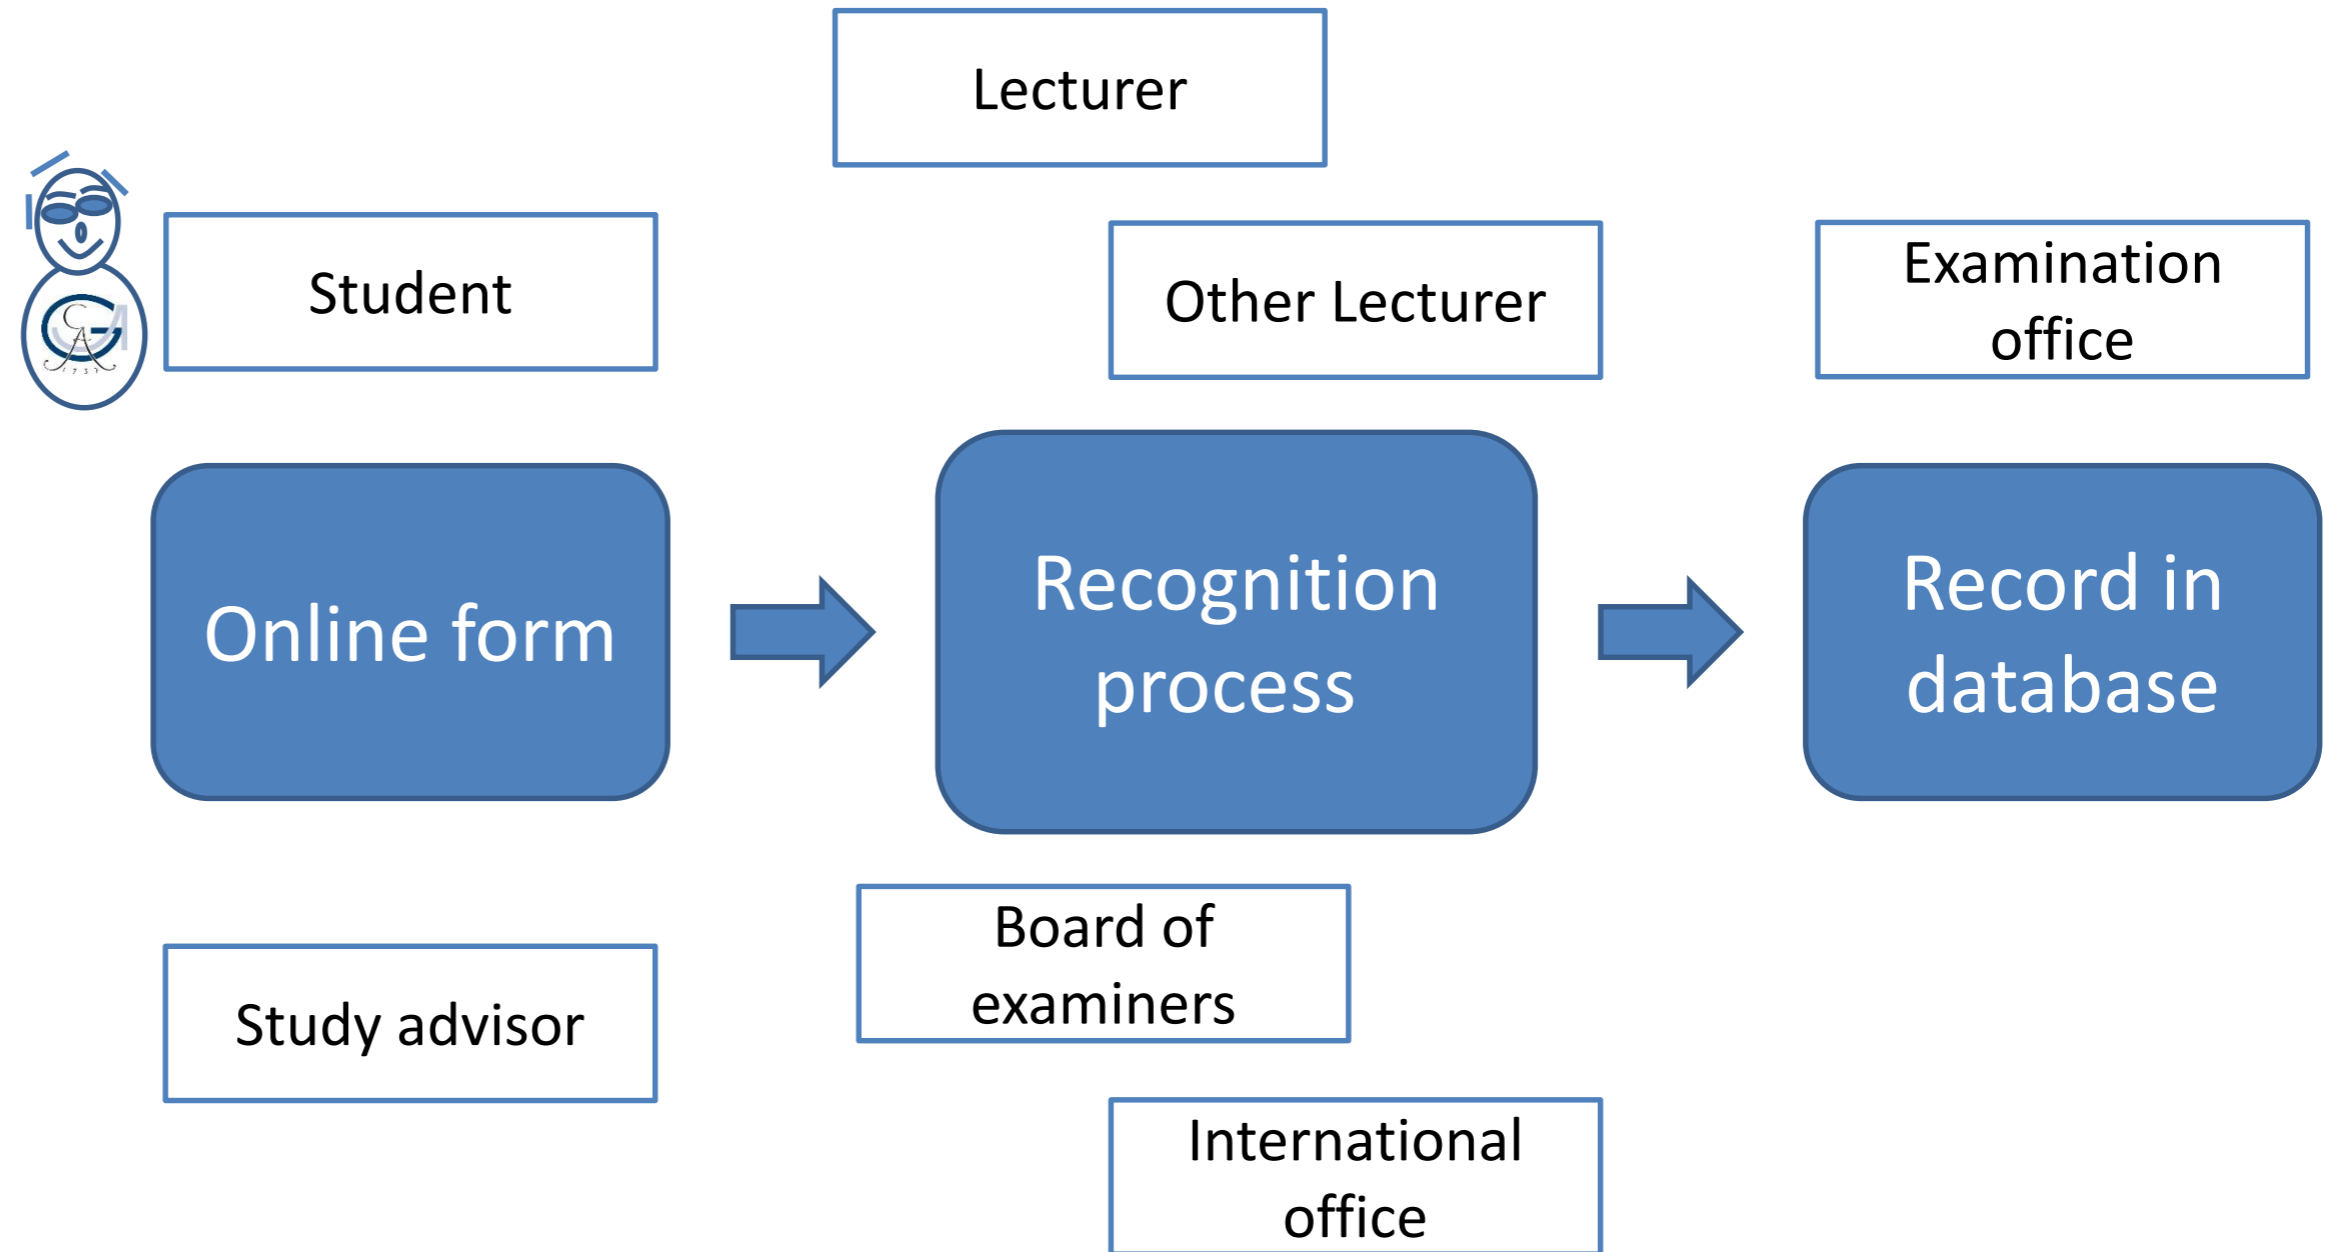 Lecturer
Student
Other Lecturer
Examination
office
Online form
Recognition
process
Record in
database
Board of
examiners
Study advisor
International
office